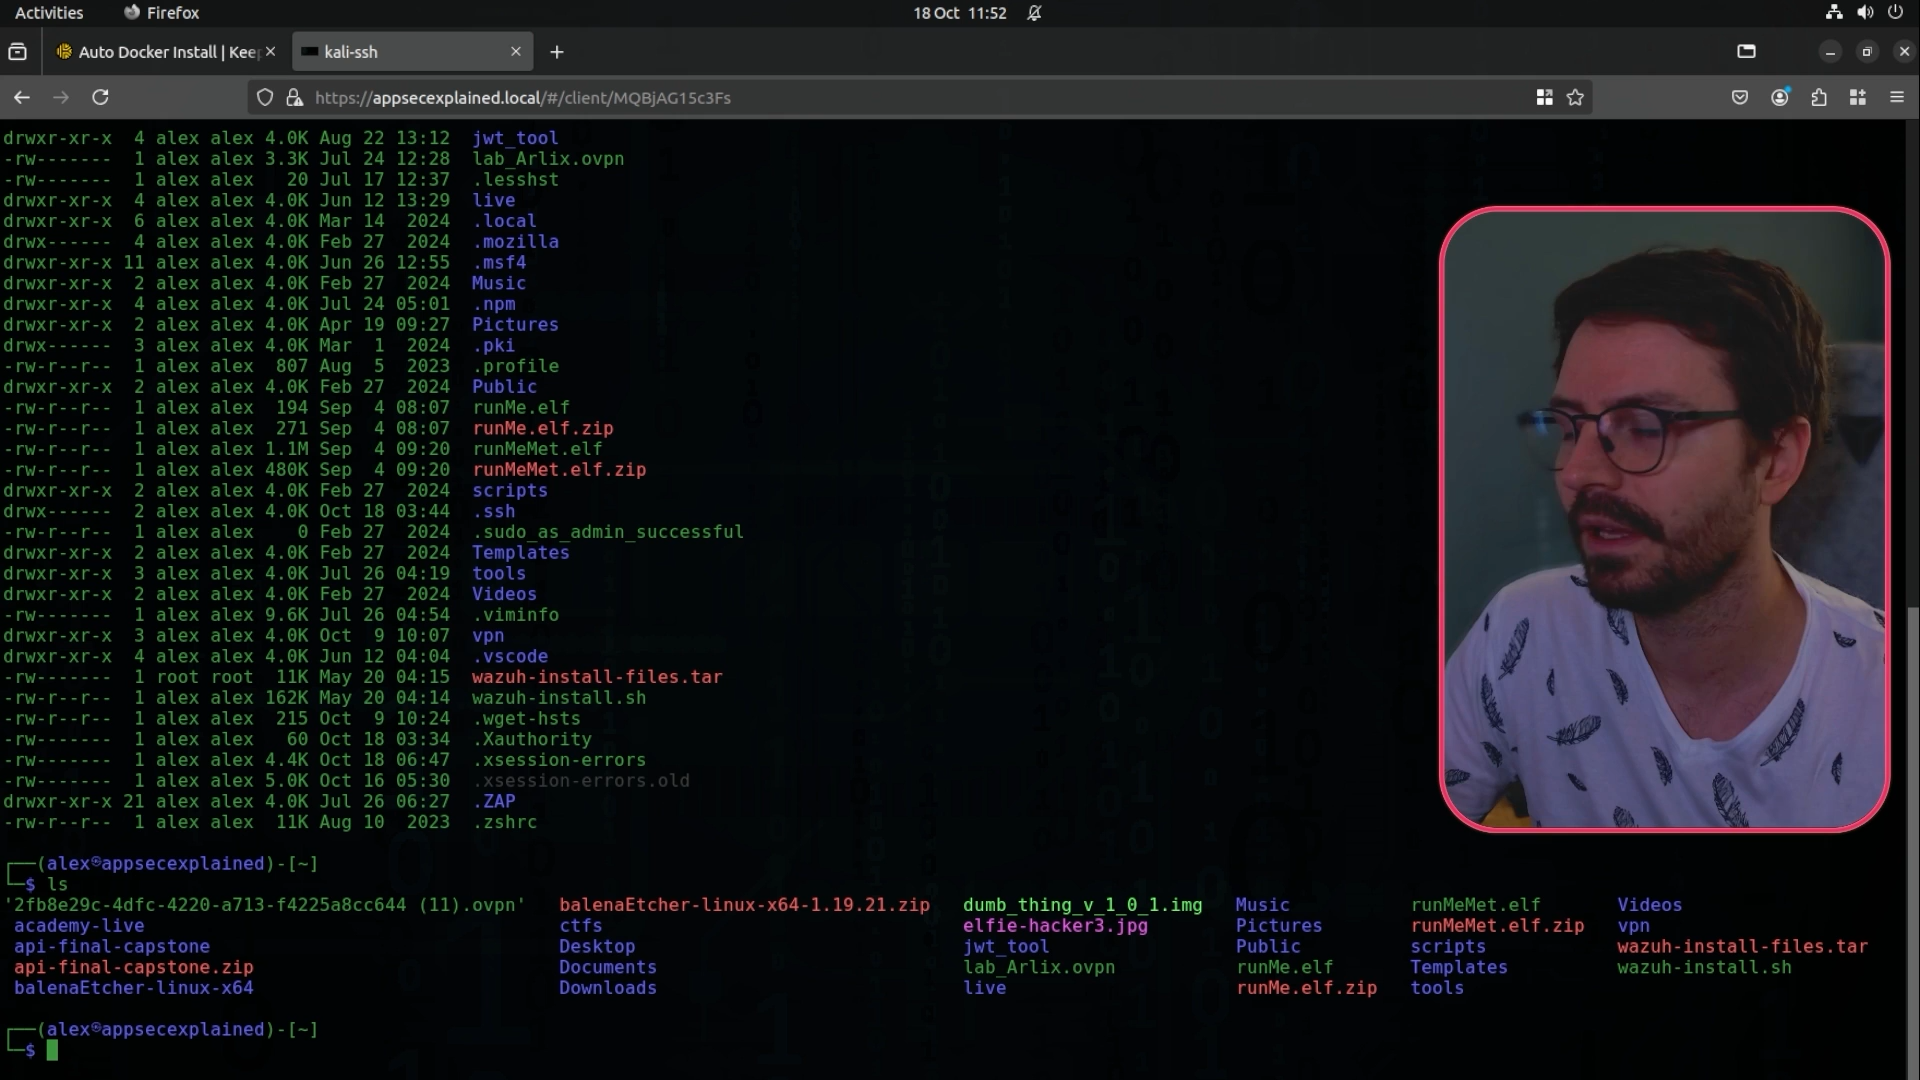 Activities Firefox 18 Oct 11:52
Auto Docker Install | Keep kali-ssh
https://appsecexplained.local/#/client/MQBjAG15c3Fs
drwxr-xr-x 4 alex alex 4.0K Aug 22 13:12 jwt_tool
-rw------- 1 alex alex 3.3K Jul 24 12:28 lab_Arlix.ovpn
-rw------- 1 alex alex 20 Jul 17 12:37 .lesshst
drwxr-xr-x 4 alex alex 4.0K Jun 12 13:29 live
drwxr-xr-x 6 alex alex 4.0K Mar 14 2024 .local
drwx------ 4 alex alex 4.0K Feb 27 2024 .mozilla
drwxr-xr-x 11 alex alex 4.0K Jun 26 12:55 .msf4
drwxr-xr-x 2 alex alex 4.0K Feb 27 2024 Music
drwxr-xr-x 4 alex alex 4.0K Jul 24 05:01 .npm
drwxr-xr-x 2 alex alex 4.0K Apr 19 09:27 Pictures
drwx------ 3 alex alex 4.0K Mar 1 2024 .pki
-rw-r--r-- 1 alex alex 807 Aug 5 2023 .profile
drwxr-xr-x 2 alex alex 4.0K Feb 27 2024 Public
-rw-r--r-- 1 alex alex 194 Sep 4 08:07 runMe.elf
-rw-r--r-- 1 alex alex 271 Sep 4 08:07 runMe.elf.zip
-rw-r--r-- 1 alex alex 1.1M Sep 4 09:20 runMeMet.elf
-rw-r--r-- 1 alex alex 480K Sep 4 09:20 runMeMet.elf.zip
drwxr-xr-x 2 alex alex 4.0K Feb 27 2024 scripts
drwx------ 2 alex alex 4.0K Oct 18 03:44 .ssh
-rw-r--r-- 1 alex alex 0 Feb 27 2024 .sudo_as_admin_successful
drwxr-xr-x 2 alex alex 4.0K Feb 27 2024 Templates
drwxr-xr-x 3 alex alex 4.0K Jul 26 04:19 tools
drwxr-xr-x 2 alex alex 4.0K Feb 27 2024 Videos
-rw------- 1 alex alex 9.6K Jul 26 04:54 .viminfo
drwxr-xr-x 3 alex alex 4.0K Oct 9 10:07 vpn
drwxr-xr-x 4 alex alex 4.0K Jun 12 04:04 .vscode
-rw------- 1 root root 11K May 20 04:15 wazuh-install-files.tar
-rw-r--r-- 1 alex alex 162K May 20 04:14 wazuh-install.sh
-rw-r--r-- 1 alex alex 215 Oct 9 10:24 .wget-hsts
-rw------- 1 alex alex 60 Oct 18 03:34 .Xauthority
-rw------- 1 alex alex 4.4K Oct 18 06:47 .xsession-errors
-rw------- 1 alex alex 5.0K Oct 16 05:30 .xsession-errors.old
drwxr-xr-x 21 alex alex 4.0K Jul 26 06:27 .ZAP
-rw-r--r-- 1 alex alex 11K Aug 10 2023 .zshrc
┌──(alex㉿appsecexplained)-[~]
└─$ ls
'2fb8e29c-4dfc-4220-a713-f4225a8cc644 (11).ovpn' balenaEtcher-linux-x64-1.19.21.zip dumb_thing_v_1_0_1.img Music runMeMet.elf Videos
academy-live ctfs elfie-hacker3.jpg Pictures runMeMet.elf.zip vpn
api-final-capstone Desktop jwt_tool Public scripts wazuh-install-files.tar
api-final-capstone.zip Documents lab_Arlix.ovpn runMe.elf Templates wazuh-install.sh
balenaEtcher-linux-x64 Downloads live runMe.elf.zip tools
┌──(alex㉿appsecexplained)-[~]
└─$